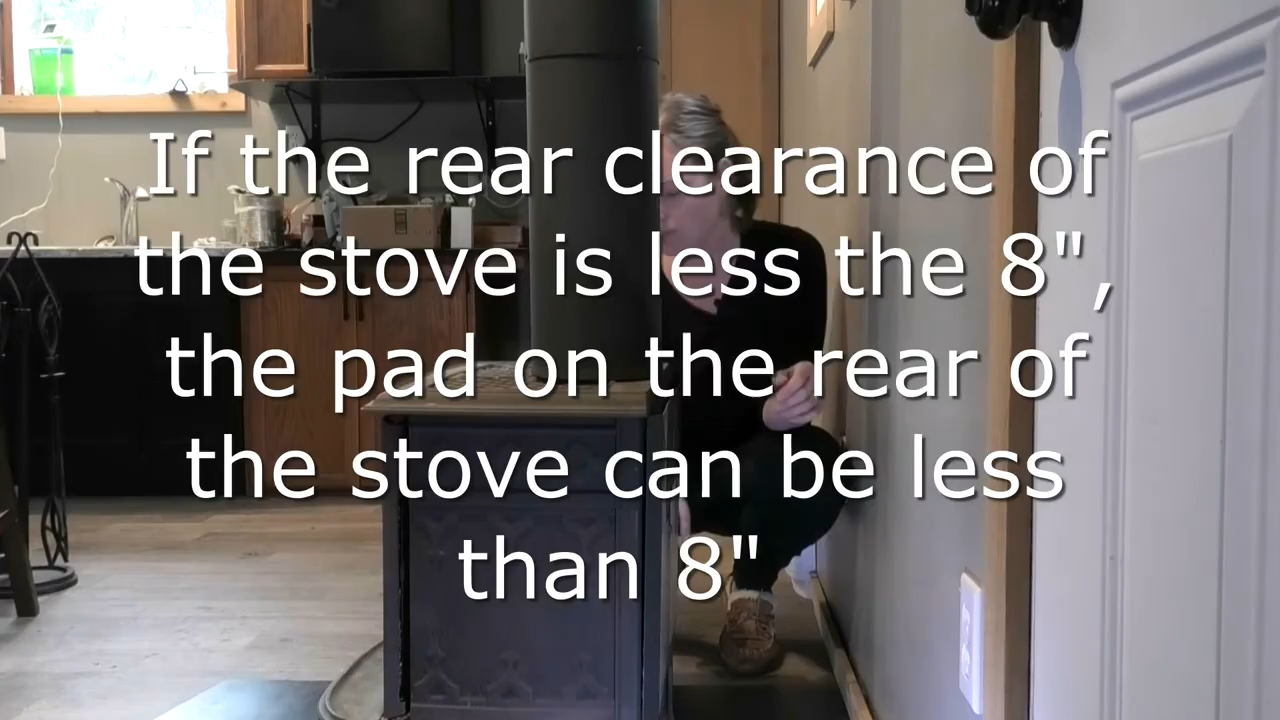 If the rear clearance of
the stove is less the 8",
the pad on the rear of
the stove can be less
than 8"